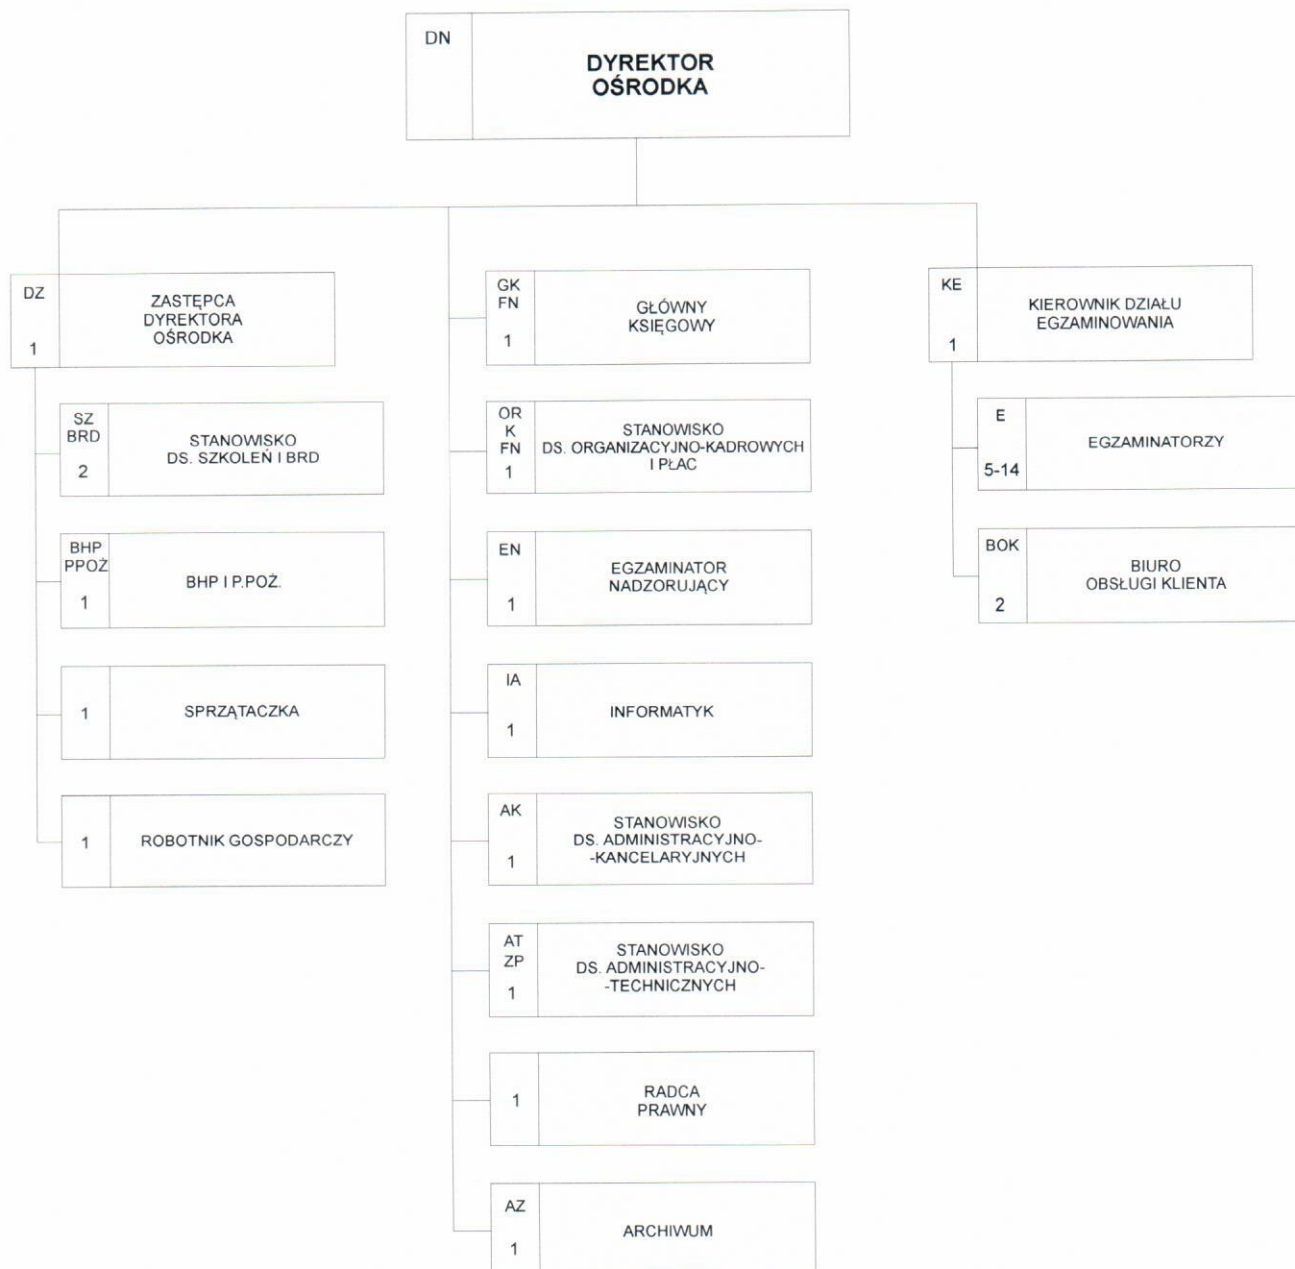 DN
DYREKTOR
OŚRODKA
DZ
1
ZASTĘPCA
DYREKTORA
OŚRODKA
SZ
BRD
2
STANOWISKO
DS. SZKOLEŃ I BRD
BHP
PPOŻ
1
BHP I P.POŻ.
1
SPRZĄTACZKA
1
ROBOTNIK GOSPODARCZY
GK
FN
1
GŁÓWNY
KSIĘGOWY
OR
K
FN
1
STANOWISKO
DS. ORGANIZACYJNO-KADROWYCH
I PŁAC
EN
1
EGZAMINATOR
NADZORUJĄCY
IA
1
INFORMATYK
AK
1
STANOWISKO
DS. ADMINISTRACYJNO-
-KANCELARYJNYCH
AT
ZP
1
STANOWISKO
DS. ADMINISTRACYJNO-
-TECHNICZNYCH
1
RADCA
PRAWNY
AZ
1
ARCHIWUM
KE
1
KIEROWNIK DZIAŁU
EGZAMINOWANIA
E
5-14
EGZAMINATORZY
BOK
2
BIURO
OBSŁUGI KLIENTA